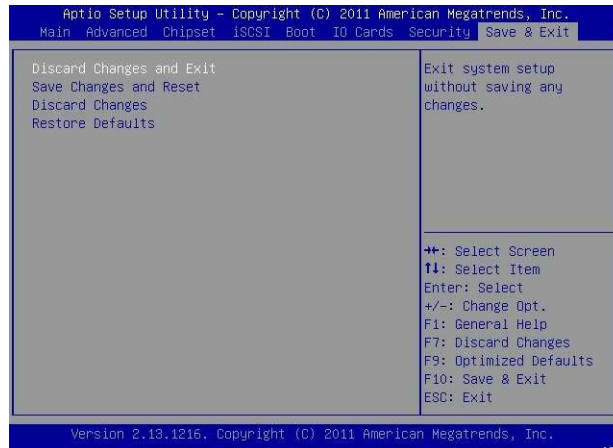 Aptio Setup Utility – Copyright (C) 2011 American Megatrends, Inc.
Main Advanced Chipset iSCSI Boot IO Cards Security Save & Exit
Discard Changes and Exit
Save Changes and Reset
Discard Changes
Restore Defaults
Exit system setup
without saving any
changes.
→←: Select Screen
↑↓: Select Item
Enter: Select
+/-: Change Opt.
F1: General Help
F7: Discard Changes
F9: Optimized Defaults
F10: Save & Exit
ESC: Exit
Version 2.13.1216. Copyright (C) 2011 American Megatrends, Inc.